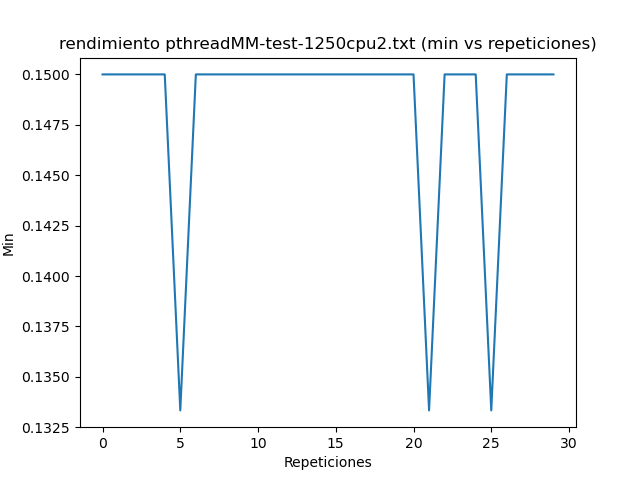 rendimiento pthreadMM-test-1250cpu2.txt (min vs repeticiones)
0.1500
0.1475
0.1450
0.1425
0.1400
0.1375
0.1350
0.1325
Min
0 5 10 15 20 25 30
Repeticiones